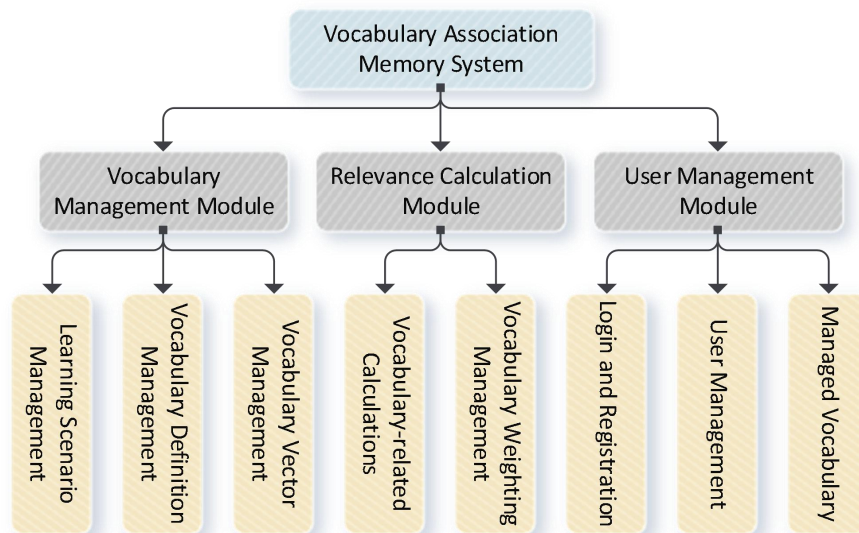 Vocabulary Association
Memory System
Vocabulary
Management Module
Relevance Calculation
Module
User Management
Module
Learning Scenario
Management
Vocabulary Definition
Management
Vocabulary Vector
Management
Vocabulary-related
Calculations
Vocabulary Weighting
Management
Login and Registration
User Management
Managed Vocabulary